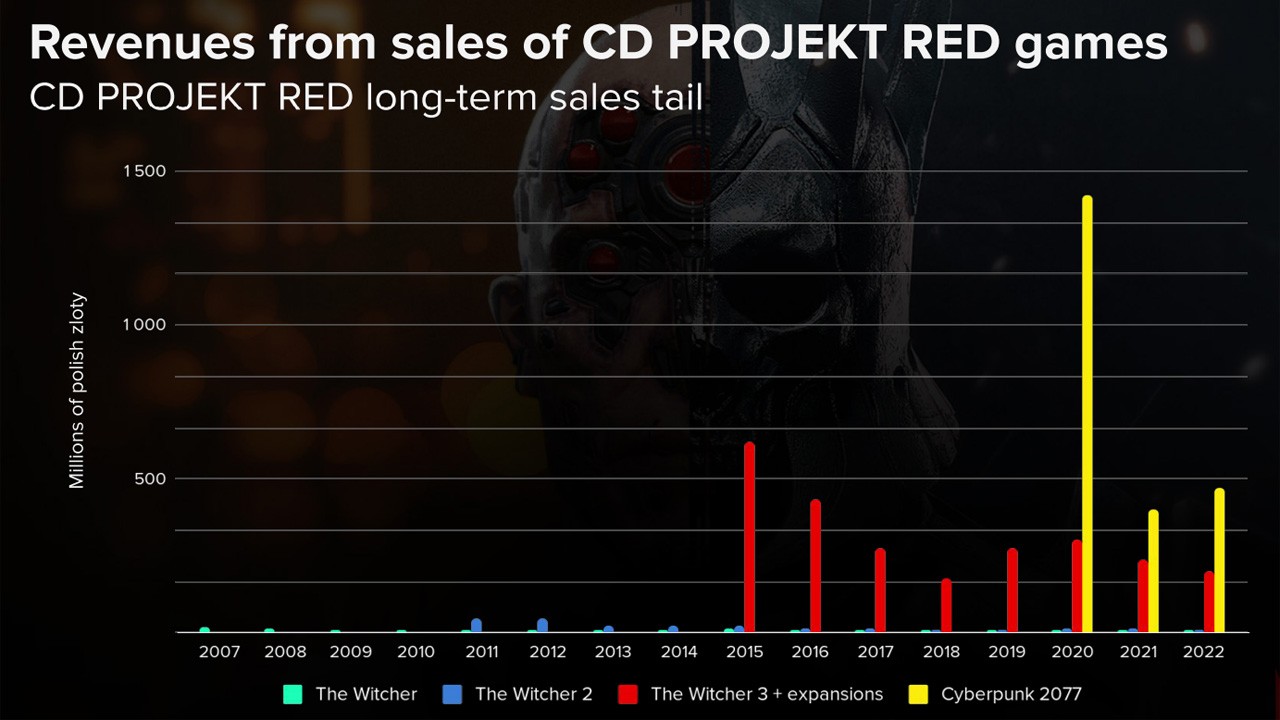 Revenues from sales of CD PROJEKT RED games
CD PROJEKT RED long-term sales tail
1 500
1 000
500
Millions of polish zloty
2007 2008 2009 2010 2011 2012 2013 2014 2015 2016 2017 2018 2019 2020 2021 2022
The Witcher The Witcher 2 The Witcher 3 + expansions Cyberpunk 2077